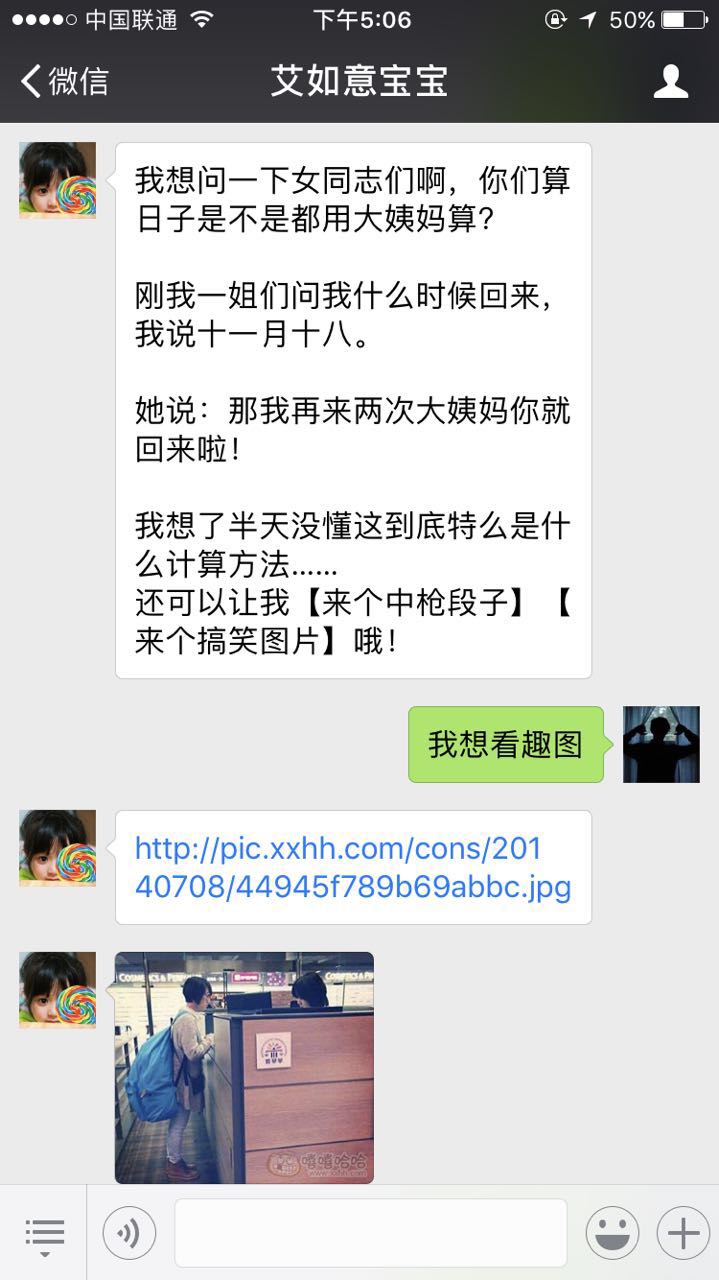 中国联通
下午5:06
50%
微信
艾如意宝宝
我想问一下女同志们啊，你们算
日子是不是都用大姨妈算？
刚我一姐们问我什么时候回来，
我说十一月十八。
她说：那我再来两次大姨妈你就
回来啦！
我想了半天没懂这到底特么是什
么计算方法……
还可以让我【来个中枪段子】【
来个搞笑图片】哦！
我想看趣图
http://pic.xxhh.com/cons/201
40708/44945f789b69abbc.jpg
嘻嘻哈哈
www.xxhh.com